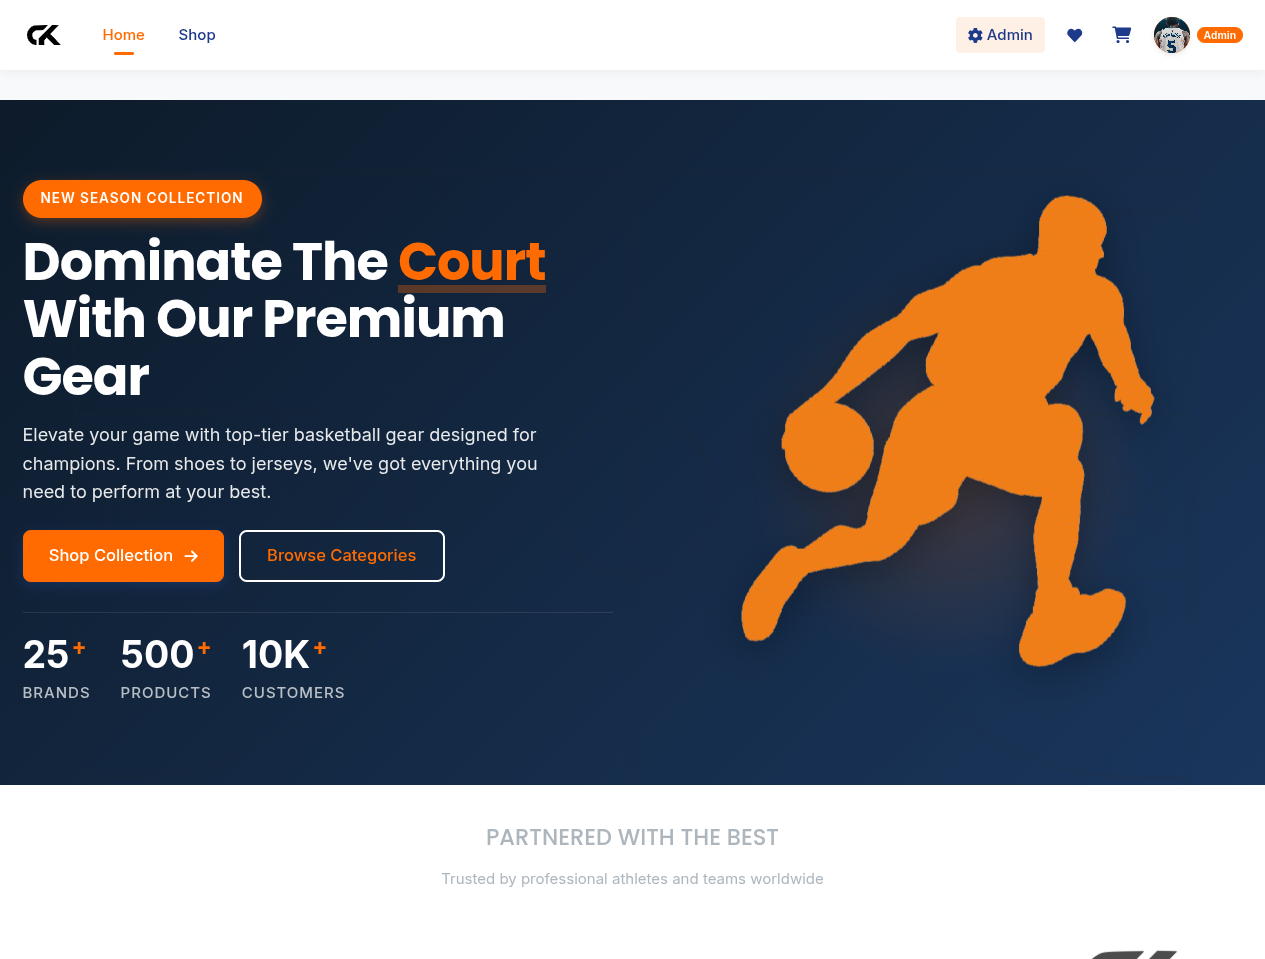 CK
Home
Shop
Admin
Admin
NEW SEASON COLLECTION
Dominate The Court
With Our Premium
Gear
Elevate your game with top-tier basketball gear designed for
champions. From shoes to jerseys, we've got everything you
need to perform at your best.
Shop Collection
Browse Categories
25+
500+
10K+
BRANDS
PRODUCTS
CUSTOMERS
PARTNERED WITH THE BEST
Trusted by professional athletes and teams worldwide